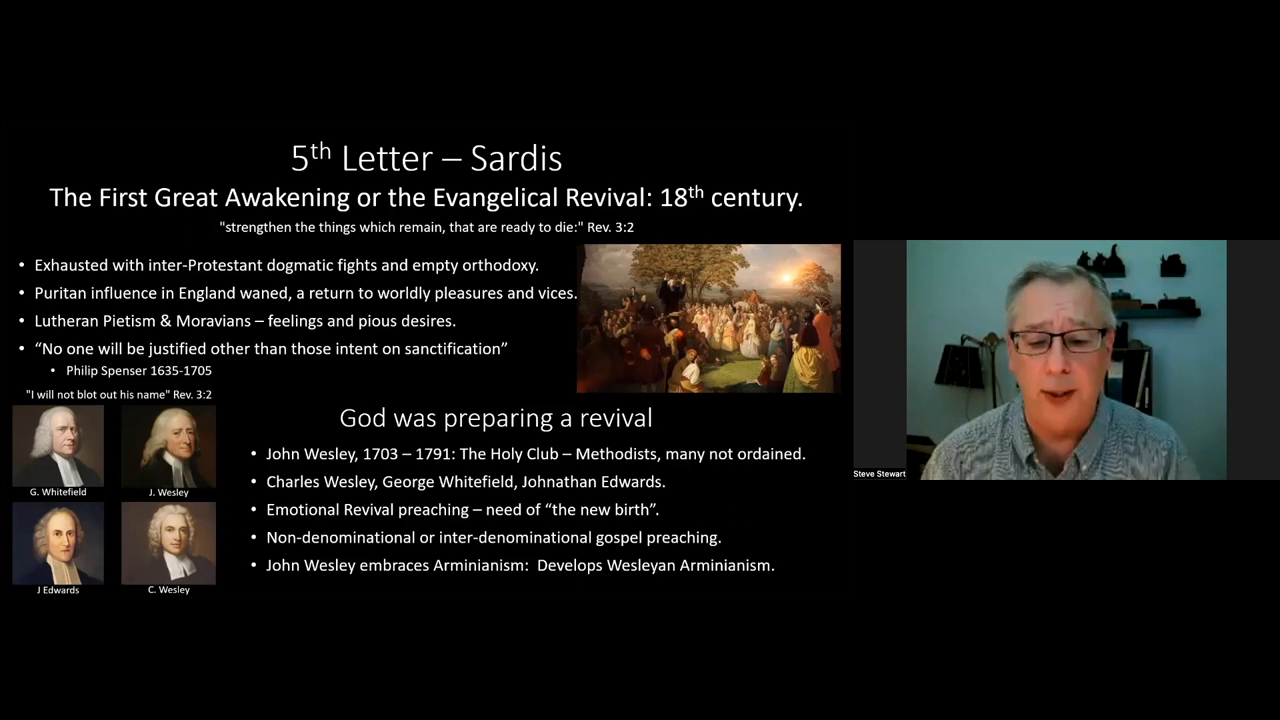 5th Letter – Sardis
The First Great Awakening or the Evangelical Revival: 18th century.
"strengthen the things which remain, that are ready to die:" Rev. 3:2
• Exhausted with inter-Protestant dogmatic fights and empty orthodoxy.
• Puritan influence in England waned, a return to worldly pleasures and vices.
• Lutheran Pietism & Moravians – feelings and pious desires.
• “No one will be justified other than those intent on sanctification”
• Philip Spenser 1635-1705
"I will not blot out his name" Rev. 3:2
G. Whitefield
J. Wesley
J Edwards
C. Wesley
God was preparing a revival
• John Wesley, 1703 – 1791: The Holy Club – Methodists, many not ordained.
• Charles Wesley, George Whitefield, Johnathan Edwards.
• Emotional Revival preaching – need of “the new birth”.
• Non-denominational or inter-denominational gospel preaching.
• John Wesley embraces Arminianism:  Develops Wesleyan Arminianism.
Steve Stewart